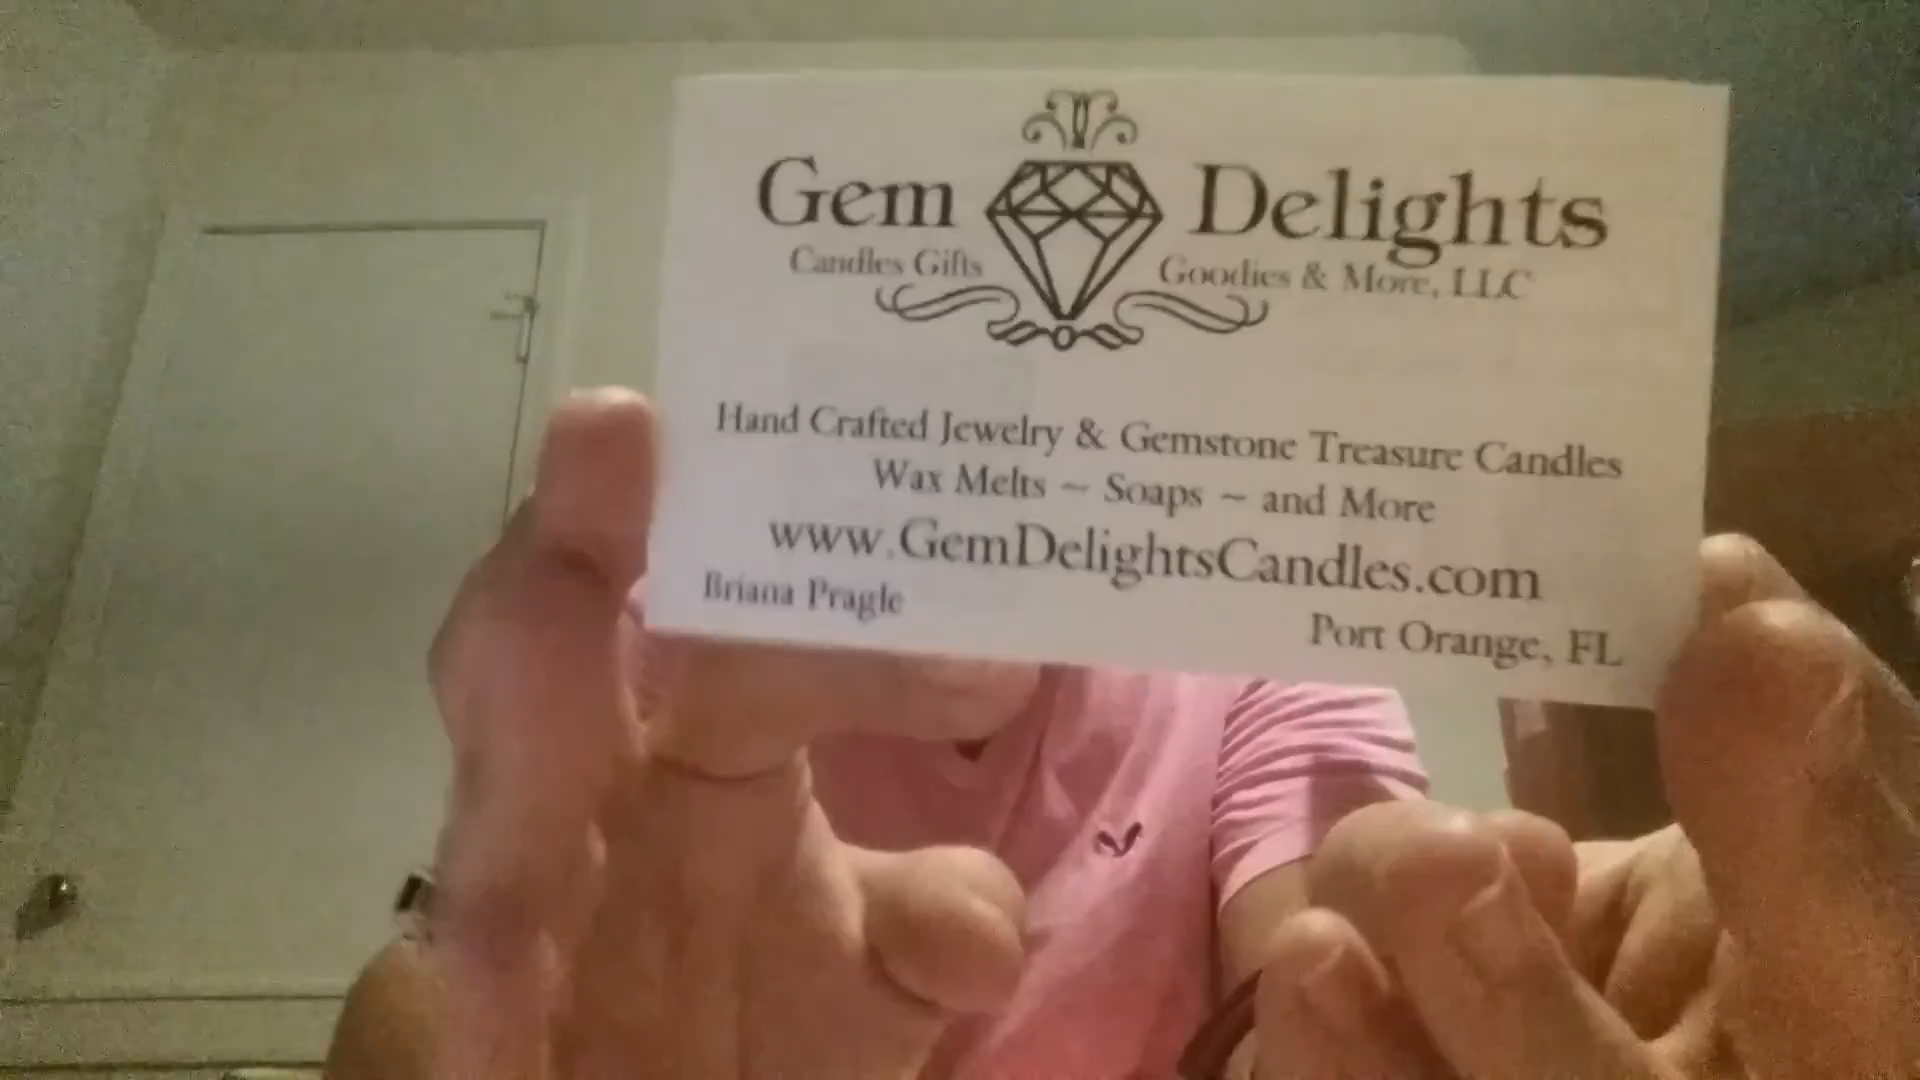 Gem Delights
Candles Gifts Goodies & More, LLC
Hand Crafted Jewelry & Gemstone Treasure Candles
Wax Melts ~ Soaps ~ and More
www.GemDelightsCandles.com
Briana Pragle
Port Orange, FL